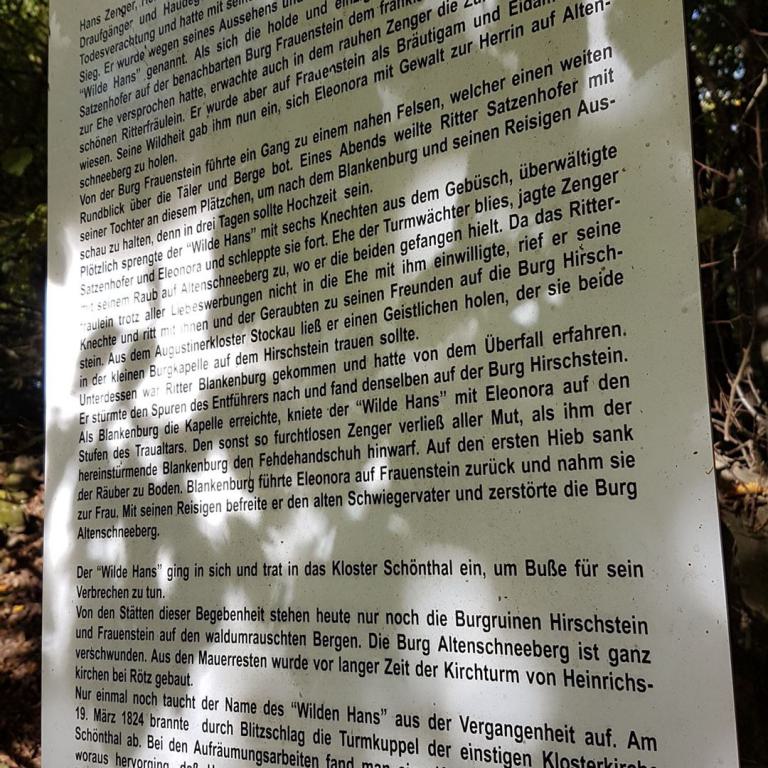 Hans Zenger,
Draufgänger und
Todesverachtung und hatte mit
Sieg. Er wurde wegen seines Aussehens
"Wilde Hans" genannt. Als sich die holde und
Satzenhofer auf der benachbarten Burg Frauenstein dem
zur Ehe versprochen hatte, erwachte auch in dem rauhen Zenger die
schönen Ritterfräulein. Er wurde aber auf Frauenstein als Bräutigam und Eidam
wiesen. Seine Wildheit gab ihm nun ein, sich Eleonora mit Gewalt zur Herrin auf Alten-
schneeberg zu holen.
Von der Burg Frauenstein führte ein Gang zu einem nahen Felsen, welcher einen weiten
Rundblick über die Täler und Berge bot. Eines Abends weilte Ritter Satzenhofer mit
seiner Tochter an diesem Plätzchen, um nach dem Blankenburg und seinen Reisigen Aus-
schau zu halten, denn in drei Tagen sollte Hochzeit sein.
Plötzlich sprengte der "Wilde Hans" mit sechs Knechten aus dem Gebüsch, überwältigte
Satzenhofer und Eleonora und schleppte sie fort. Ehe der Turmwächter blies, jagte Zenger
mit seinem Raub auf Altenschneeberg zu, wo er die beiden gefangen hielt. Da das Ritter-
fräulein trotz aller Liebeswerbungen nicht in die Ehe mit ihm einwilligte, rief er seine
Knechte und ritt mit ihnen und der Geraubten zu seinen Freunden auf die Burg Hirsch-
stein. Aus dem Augustinerkloster Stockau ließ er einen Geistlichen holen, der sie beide
in der kleinen Burgkapelle auf dem Hirschstein trauen sollte.
Unterdessen war Ritter Blankenburg gekommen und hatte von dem Überfall erfahren.
Er stürmte den Spuren des Entführers nach und fand denselben auf der Burg Hirschstein.
Als Blankenburg die Kapelle erreichte, kniete der "Wilde Hans" mit Eleonora auf den
Stufen des Traualtars. Den sonst so furchtlosen Zenger verließ aller Mut, als ihm der
hereinstürmende Blankenburg den Fehdehandschuh hinwarf. Auf den ersten Hieb sank
der Räuber zu Boden. Blankenburg führte Eleonora auf Frauenstein zurück und nahm sie
zur Frau. Mit seinen Reisigen befreite er den alten Schwiegervater und zerstörte die Burg
Altenschneeberg.
Der "Wilde Hans" ging in sich und trat in das Kloster Schönthal ein, um Buße für sein
Verbrechen zu tun.
Von den Stätten dieser Begebenheit stehen heute nur noch die Burgruinen Hirschstein
und Frauenstein auf den waldumrauschten Bergen. Die Burg Altenschneeberg ist ganz
verschwunden. Aus den Mauerresten wurde vor langer Zeit der Kirchturm von Heinrichs-
kirchen bei Rötz gebaut.
Nur einmal noch taucht der Name des "Wilden Hans" aus der Vergangenheit auf. Am
19. März 1824 brannte durch Blitzschlag die Turmkuppel der einstigen Klosterkirche
Schönthal ab. Bei den Aufräumungsarbeiten fand man
woraus hervorging, daß